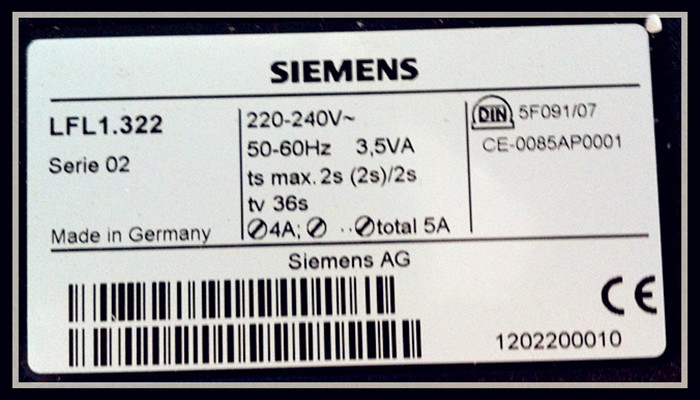 SIEMENS
LFL1.322
Serie 02
Made in Germany
220-240V~
50-60Hz 3,5VA
ts max. 2s (2s)/2s
tv 36s
⊘4A; ⊘ ··⊘total 5A
DIN 5F091/07
CE-0085AP0001
Siemens AG
CE
1202200010